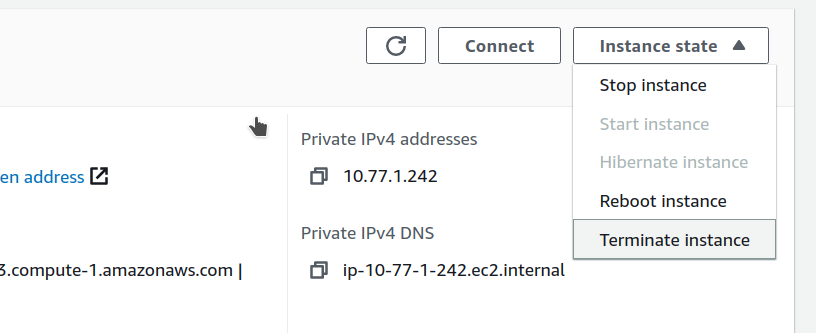 Connect
Instance state
Stop instance
Start instance
Hibernate instance
Reboot instance
Terminate instance
Private IPv4 addresses
en address
10.77.1.242
Private IPv4 DNS
3.compute-1.amazonaws.com |
ip-10-77-1-242.ec2.internal